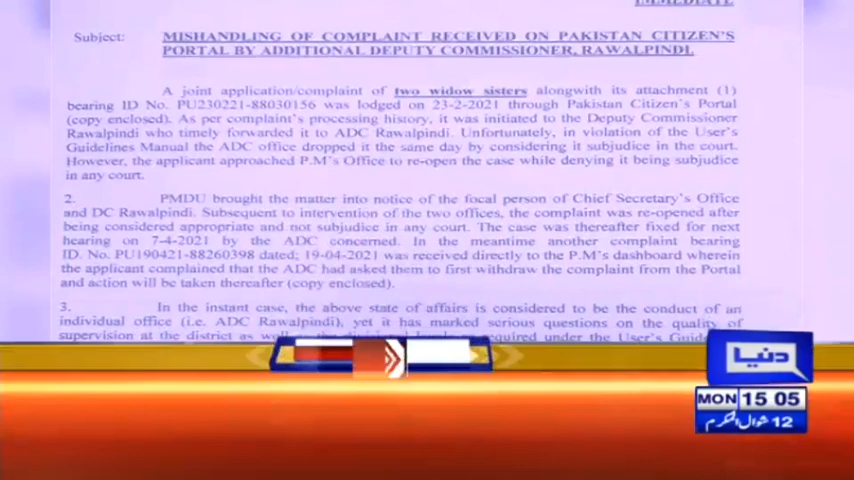 IMMEDIATE
Subject: MISHANDLING OF COMPLAINT RECEIVED ON PAKISTAN CITIZEN'S
PORTAL BY ADDITIONAL DEPUTY COMMISSIONER, RAWALPINDI.
A joint application/complaint of two widow sisters alongwith its attachment (1)
bearing ID No. PU230221-88030156 was lodged on 23-2-2021 through Pakistan Citizen's Portal
(copy enclosed). As per complaint's processing history, it was initiated to the Deputy Commissioner
Rawalpindi who timely forwarded it to ADC Rawalpindi. Unfortunately, in violation of the User's
Guidelines Manual the ADC office dropped it the same day by considering it subjudice in the court.
However, the applicant approached P.M's Office to re-open the case while denying it being subjudice
in any court.
2. PMDU brought the matter into notice of the focal person of Chief Secretary's Office
and DC Rawalpindi. Subsequent to intervention of the two offices, the complaint was re-opened after
being considered appropriate and not subjudice in any court. The case was thereafter fixed for next
hearing on 7-4-2021 by the ADC concerned. In the meantime another complaint bearing
ID. No. PU190421-88260398 dated; 19-04-2021 was received directly to the P.M's dashboard wherein
the applicant complained that the ADC had asked them to first withdraw the complaint from the Portal
and action will be taken thereafter (copy enclosed).
3. In the instant case, the above state of affairs is considered to be the conduct of an
individual office (i.e. ADC Rawalpindi), yet it has marked serious questions on the quality of
supervision at the district as well required under the User's
دنیا
MON 15 05
12 شوال المکرم